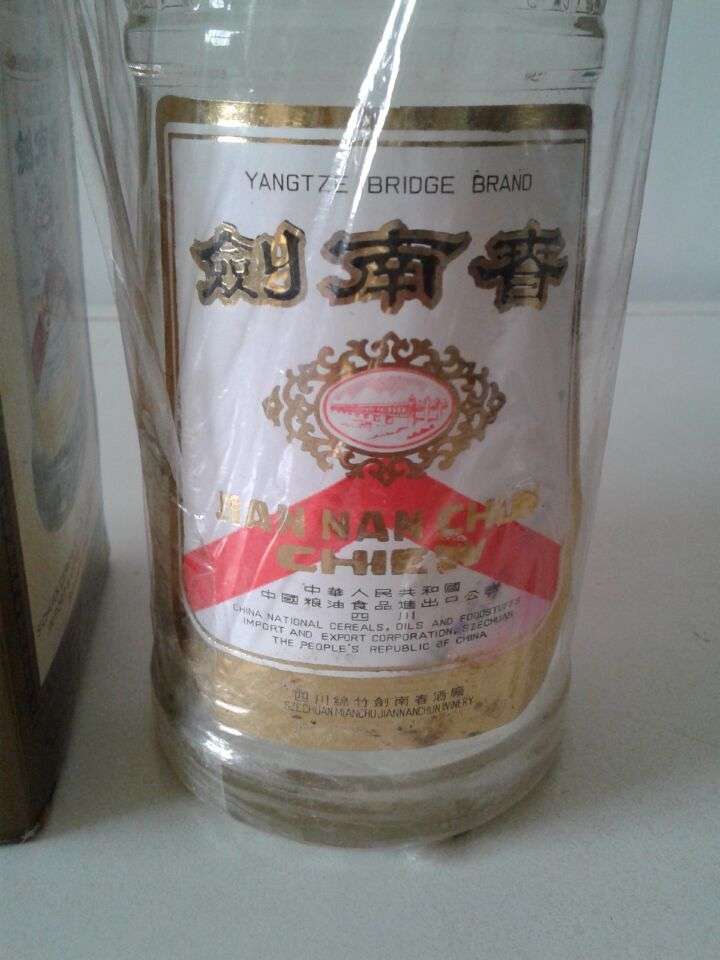 YANGTZE BRIDGE BRAND
劍南春
JIAN NAN CHUN
CHIEW
中華人民共和國
中國粮油食品進出口公司
四川
CHINA NATIONAL CEREALS, OILS AND FOODSTUFFS
IMPORT AND EXPORT CORPORATION, SZECHUAN
THE PEOPLE'S REPUBLIC OF CHINA
四川綿竹劍南春酒廠
SZECHUAN MIANCHU JIANNANCHUN WINERY